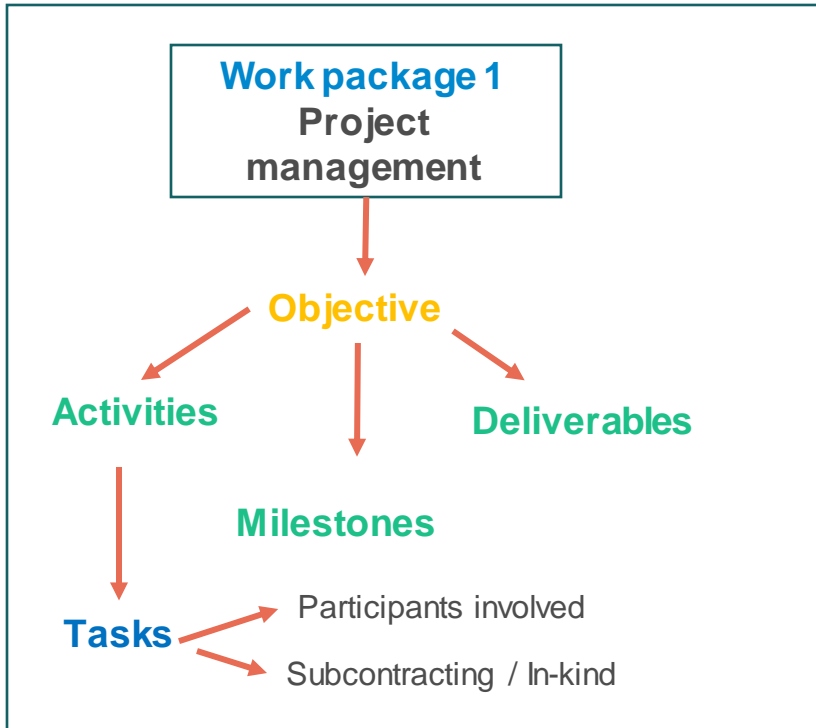 Work package 1
Project
management
Objective
Activities
Deliverables
Milestones
Tasks
Participants involved
Subcontracting / In-kind